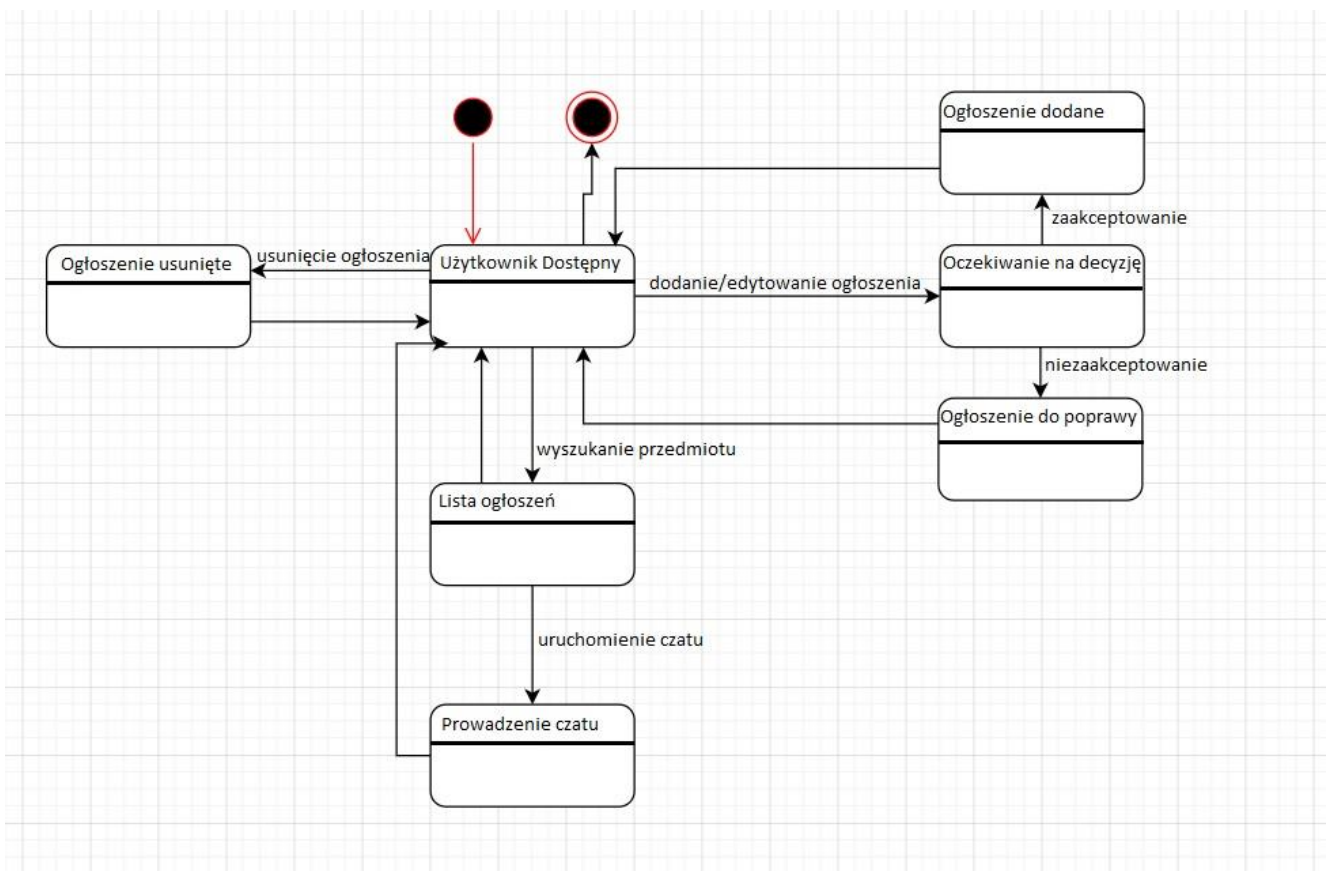 Ogłoszenie dodane
zaakceptowanie
Ogłoszenie usunięte
usunięcie ogłoszenia
Użytkownik Dostępny
dodanie/edytowanie ogłoszenia
Oczekiwanie na decyzję
niezaakceptowanie
Ogłoszenie do poprawy
wyszukanie przedmiotu
Lista ogłoszeń
uruchomienie czatu
Prowadzenie czatu